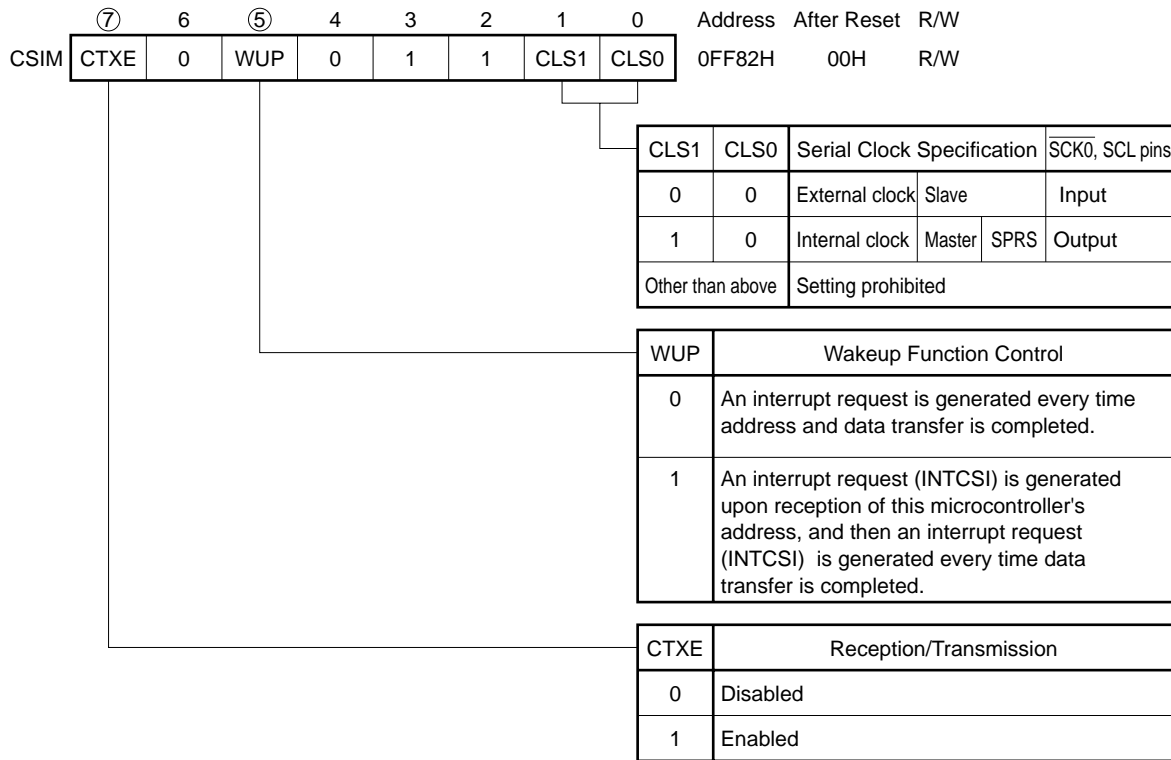 ⑦ 6 ⑤ 4 3 2 1 0 Address After Reset R/W
CSIM CTXE 0 WUP 0 1 1 CLS1 CLS0 0FF82H 00H R/W
CLS1 CLS0 Serial Clock Specification S̅C̅K̅0̅, SCL pins
0 0 External clock Slave Input
1 0 Internal clock Master SPRS Output
Other than above Setting prohibited
WUP Wakeup Function Control
0 An interrupt request is generated every time
address and data transfer is completed.
1 An interrupt request (INTCSI) is generated
upon reception of this microcontroller's
address, and then an interrupt request
(INTCSI) is generated every time data
transfer is completed.
CTXE Reception/Transmission
0 Disabled
1 Enabled